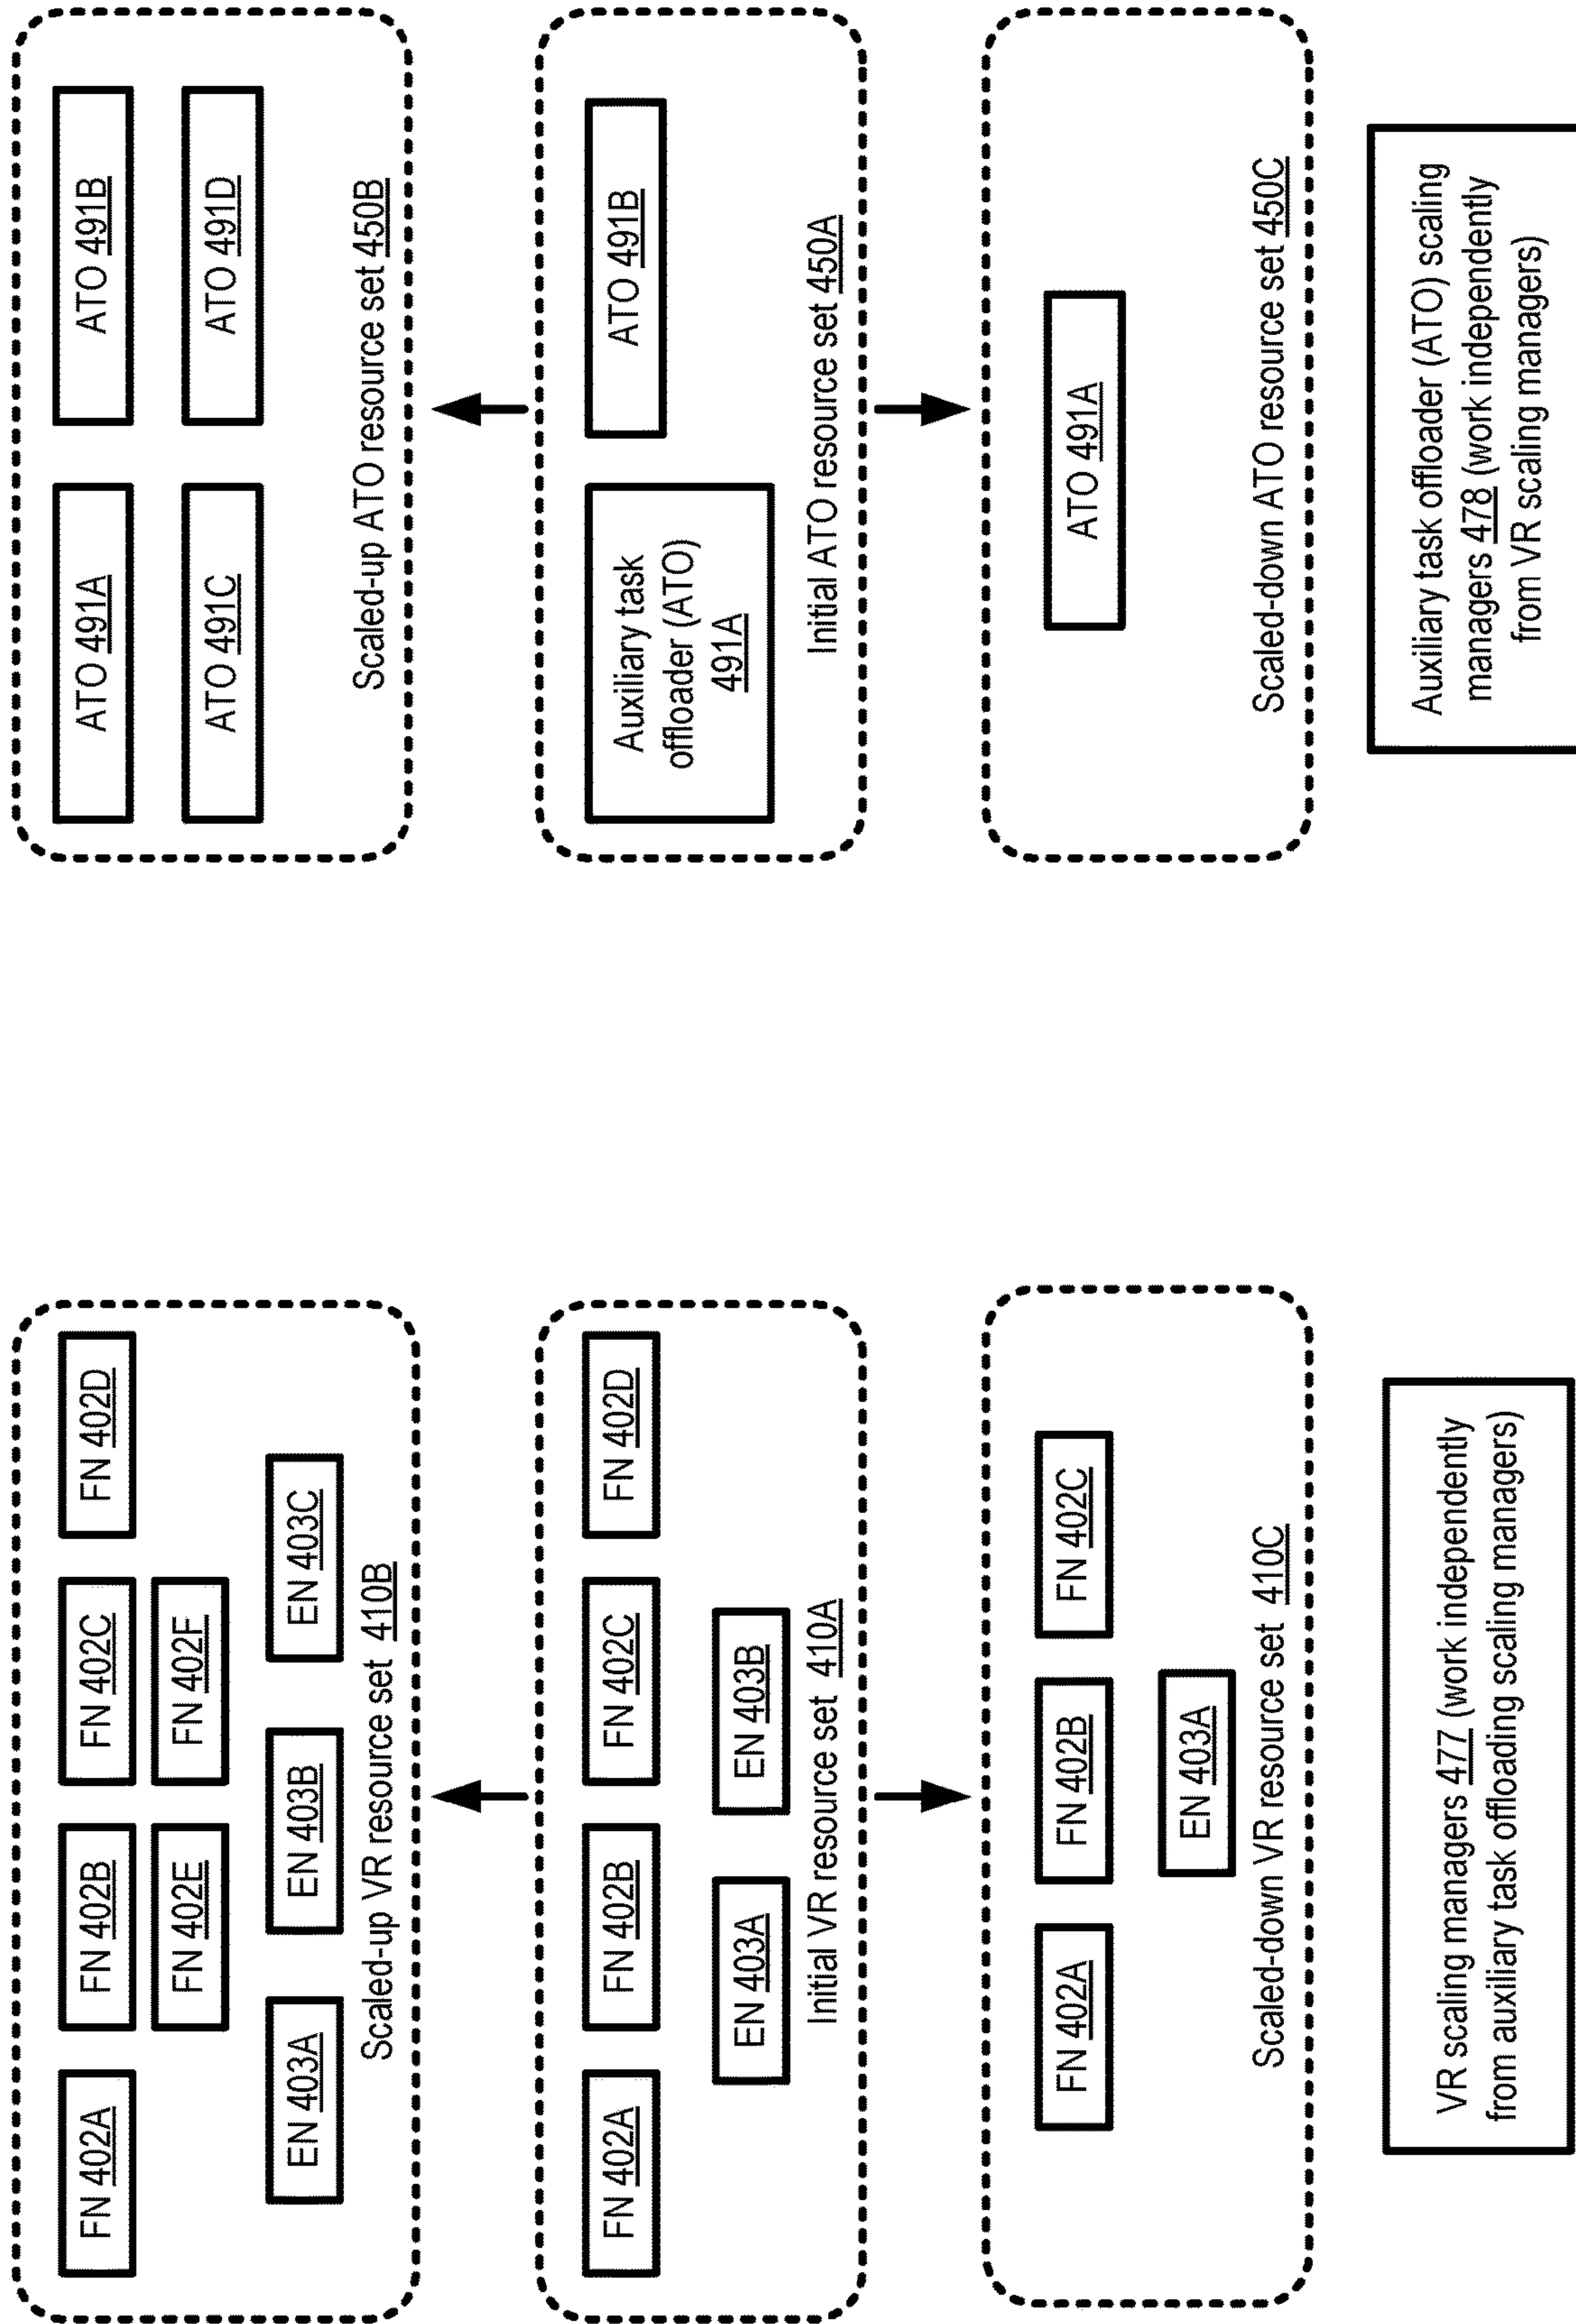 FN 402A
FN 402B
FN 402C
FN 402D
FN 402E
FN 402F
EN 403A
EN 403B
EN 403C
Scaled-up VR resource set 410B
FN 402A
FN 402B
FN 402C
FN 402D
EN 403A
EN 403B
Initial VR resource set 410A
FN 402A
FN 402B
FN 402C
EN 403A
Scaled-down VR resource set 410C
VR scaling managers 477 (work independently
from auxiliary task offloading scaling managers)
ATO 491A
ATO 491B
ATO 491C
ATO 491D
Scaled-up ATO resource set 450B
Auxiliary task
offloader (ATO)
491A
ATO 491B
Initial ATO resource set 450A
ATO 491A
Scaled-down ATO resource set 450C
Auxiliary task offloader (ATO) scaling
managers 478 (work independently
from VR scaling managers)